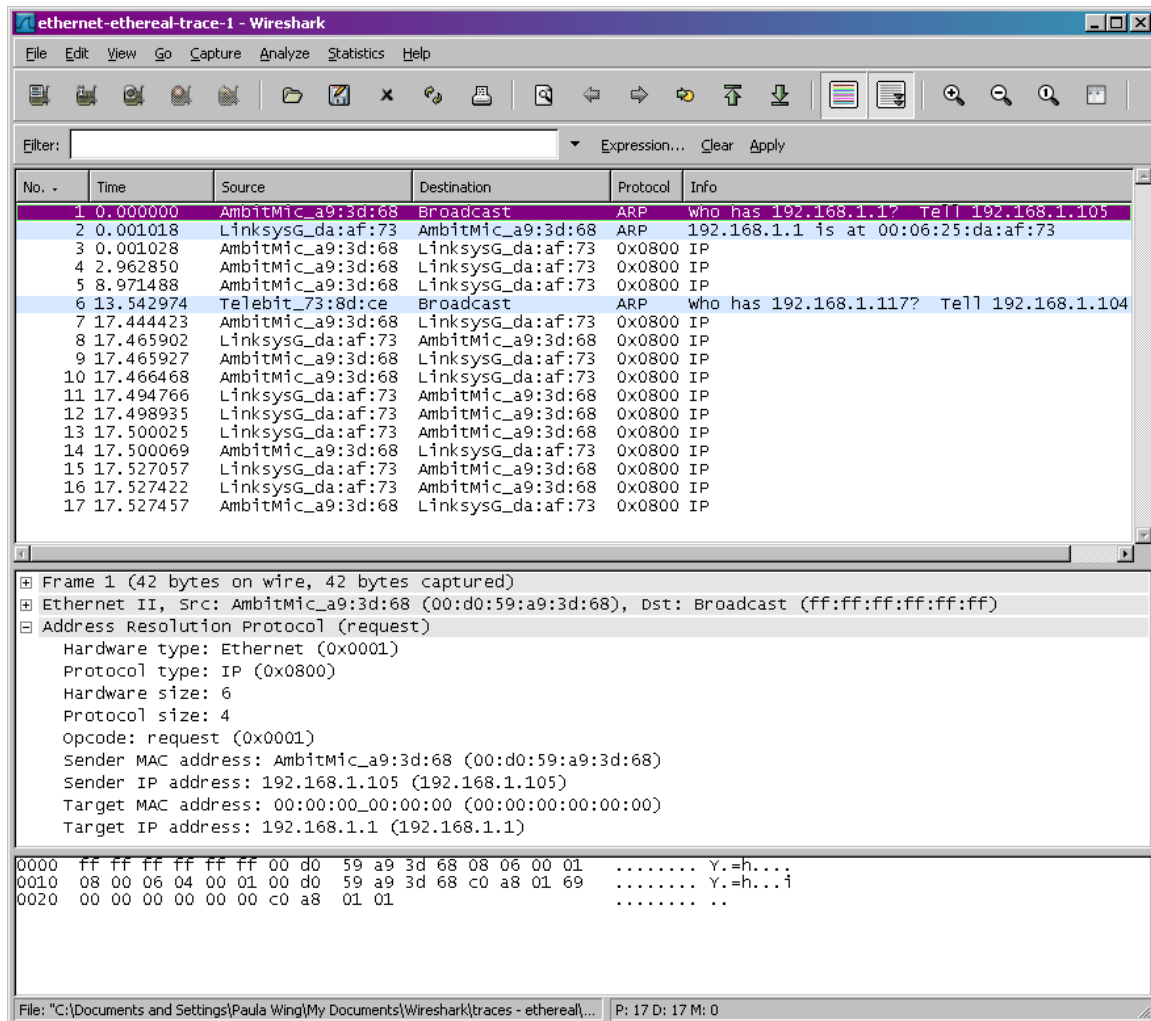 ethernet-ethereal-trace-1 - Wireshark
File Edit View Go Capture Analyze Statistics Help
Filter: Expression... Clear Apply
No. - Time Source Destination Protocol Info
1 0.000000 AmbitMic_a9:3d:68 Broadcast ARP who has 192.168.1.1? Tell 192.168.1.105
2 0.001018 LinksysG_da:af:73 AmbitMic_a9:3d:68 ARP 192.168.1.1 is at 00:06:25:da:af:73
3 0.001028 AmbitMic_a9:3d:68 LinksysG_da:af:73 0x0800 IP
4 2.962850 AmbitMic_a9:3d:68 LinksysG_da:af:73 0x0800 IP
5 8.971488 AmbitMic_a9:3d:68 LinksysG_da:af:73 0x0800 IP
6 13.542974 Telebit_73:8d:ce Broadcast ARP who has 192.168.1.117? Tell 192.168.1.104
7 17.444423 AmbitMic_a9:3d:68 LinksysG_da:af:73 0x0800 IP
8 17.465902 LinksysG_da:af:73 AmbitMic_a9:3d:68 0x0800 IP
9 17.465927 AmbitMic_a9:3d:68 LinksysG_da:af:73 0x0800 IP
10 17.466468 AmbitMic_a9:3d:68 LinksysG_da:af:73 0x0800 IP
11 17.494766 LinksysG_da:af:73 AmbitMic_a9:3d:68 0x0800 IP
12 17.498935 LinksysG_da:af:73 AmbitMic_a9:3d:68 0x0800 IP
13 17.500025 LinksysG_da:af:73 AmbitMic_a9:3d:68 0x0800 IP
14 17.500069 AmbitMic_a9:3d:68 LinksysG_da:af:73 0x0800 IP
15 17.527057 LinksysG_da:af:73 AmbitMic_a9:3d:68 0x0800 IP
16 17.527422 LinksysG_da:af:73 AmbitMic_a9:3d:68 0x0800 IP
17 17.527457 AmbitMic_a9:3d:68 LinksysG_da:af:73 0x0800 IP
Frame 1 (42 bytes on wire, 42 bytes captured)
Ethernet II, Src: AmbitMic_a9:3d:68 (00:d0:59:a9:3d:68), Dst: Broadcast (ff:ff:ff:ff:ff:ff)
Address Resolution Protocol (request)
Hardware type: Ethernet (0x0001)
Protocol type: IP (0x0800)
Hardware size: 6
Protocol size: 4
Opcode: request (0x0001)
Sender MAC address: AmbitMic_a9:3d:68 (00:d0:59:a9:3d:68)
Sender IP address: 192.168.1.105 (192.168.1.105)
Target MAC address: 00:00:00_00:00:00 (00:00:00:00:00:00)
Target IP address: 192.168.1.1 (192.168.1.1)
0000 ff ff ff ff ff ff 00 d0 59 a9 3d 68 08 06 00 01 ........ Y.=h....
0010 08 00 06 04 00 01 00 d0 59 a9 3d 68 c0 a8 01 69 ........ Y.=h...i
0020 00 00 00 00 00 00 c0 a8 01 01 ........ ..
File: "C:\Documents and Settings\Paula Wing\My Documents\Wireshark\traces - ethereal\... P: 17 D: 17 M: 0